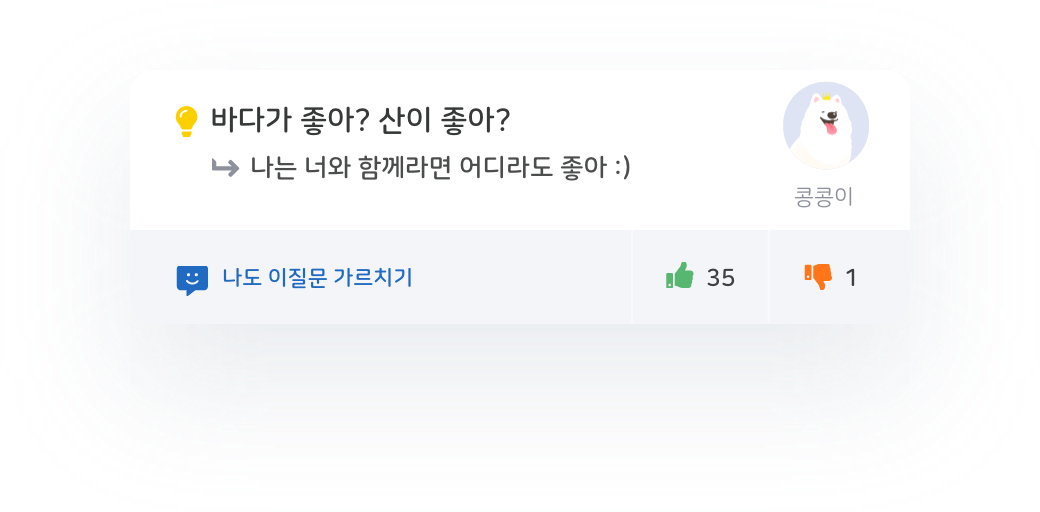 바다가 좋아? 산이 좋아?
나는 너와 함께라면 어디라도 좋아 :)
콩콩이
나도 이질문 가르치기
35
1